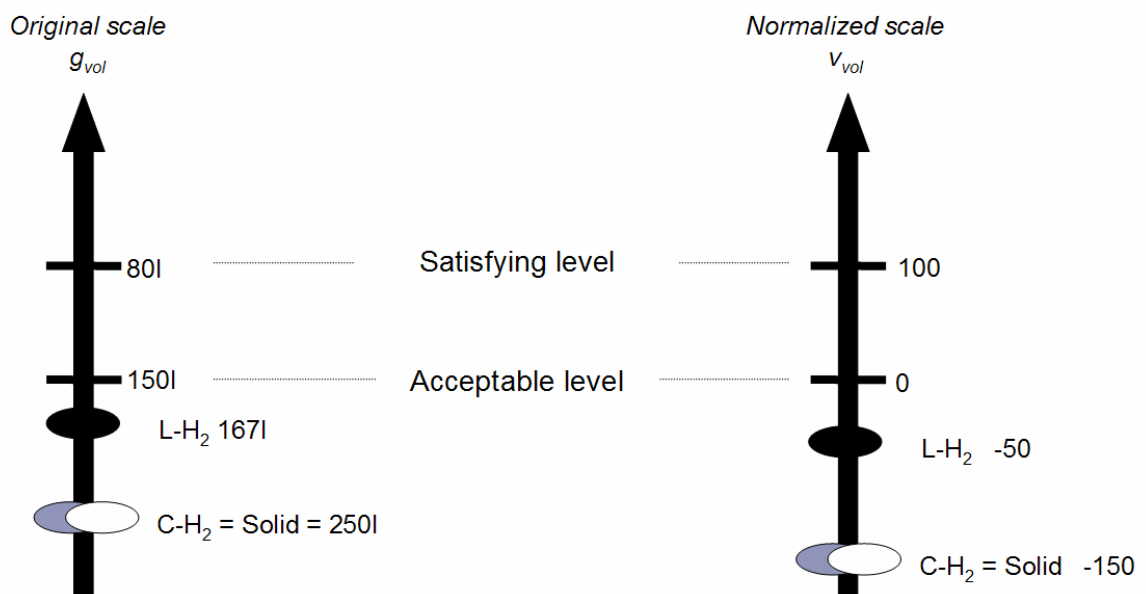 Original scale
g_vol
Normalized scale
v_vol
80l
Satisfying level
100
150l
Acceptable level
0
L-H₂ 167l
L-H₂ -50
C-H₂ = Solid = 250l
C-H₂ = Solid -150